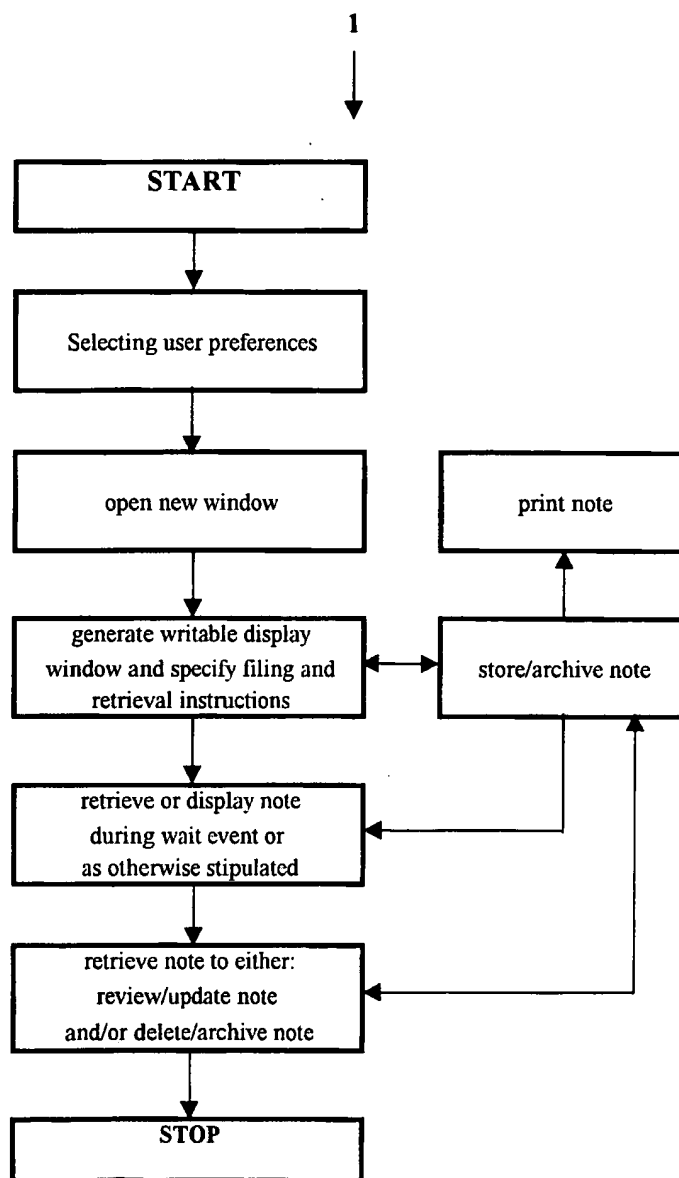 1
START
Selecting user preferences
open new window
print note
generate writable display
window and specify filing and
retrieval instructions
store/archive note
retrieve or display note
during wait event or
as otherwise stipulated
retrieve note to either:
review/update note
and/or delete/archive note
STOP